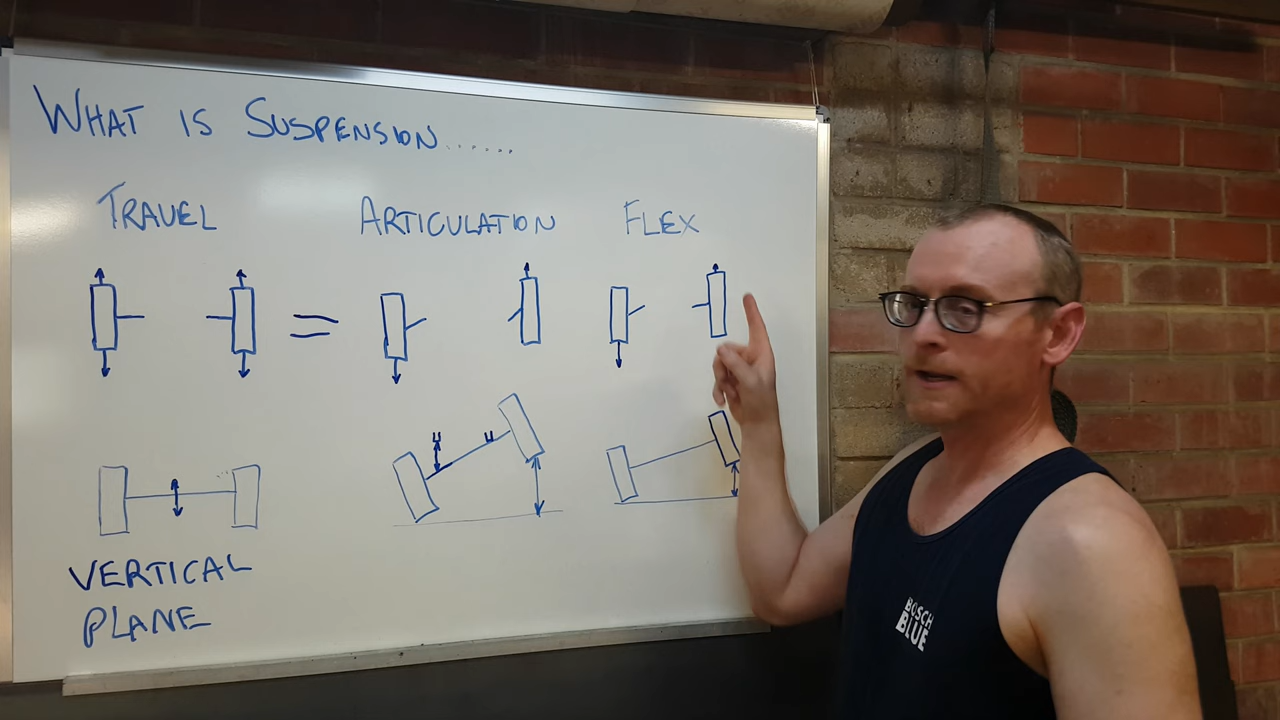 WHAT IS SUSPENSION......
TRAVEL
ARTICULATION
FLEX
=
VERTICAL
PLANE
BOSCH
BLUE